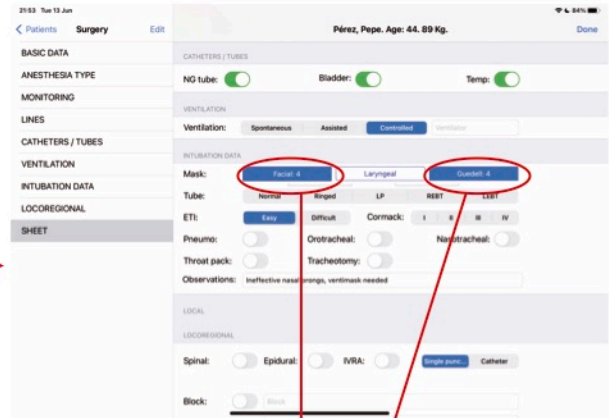 21:53 Tue 13 Jun 84%
Patients Surgery Edit Pérez, Pepe. Age: 44. 89 Kg. Done
BASIC DATA
ANESTHESIA TYPE
MONITORING
LINES
CATHETERS / TUBES
VENTILATION
INTUBATION DATA
LOCOREGIONAL
SHEET
CATHETERS / TUBES
NG tube: Bladder: Temp:
VENTILATION
Ventilation: Spontaneous Assisted Controlled Ventilator
INTUBATION DATA
Mask: Facial: 4 Laryngeal Guedell: 4
Tube: Normal Ringed LP REBT LEBT
ETI: Easy Difficult Cormack: I II III IV
Pneumo: Orotracheal: Nasotracheal:
Throat pack: Tracheotomy:
Observations: Ineffective nasal prongs, ventimask needed
LOCAL
LOCOREGIONAL
Spinal: Epidural: IVRA: Single punc... Catheter
Block: Block